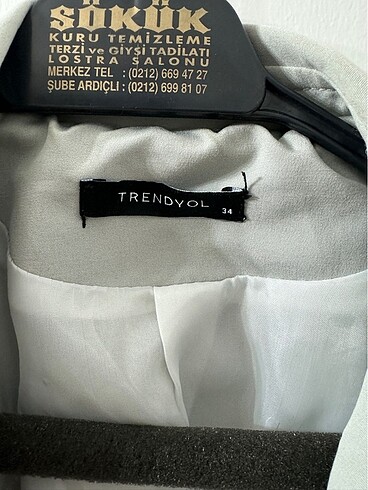 SÖKÜK
KURU TEMİZLEME
TERZİ ve GİYSİ TADİLATI
LOSTRA SALONU
MERKEZ TEL : (0212) 669 47 27
ŞUBE ARDIÇLI : (0212) 699 81 07
TRENDYOL
34